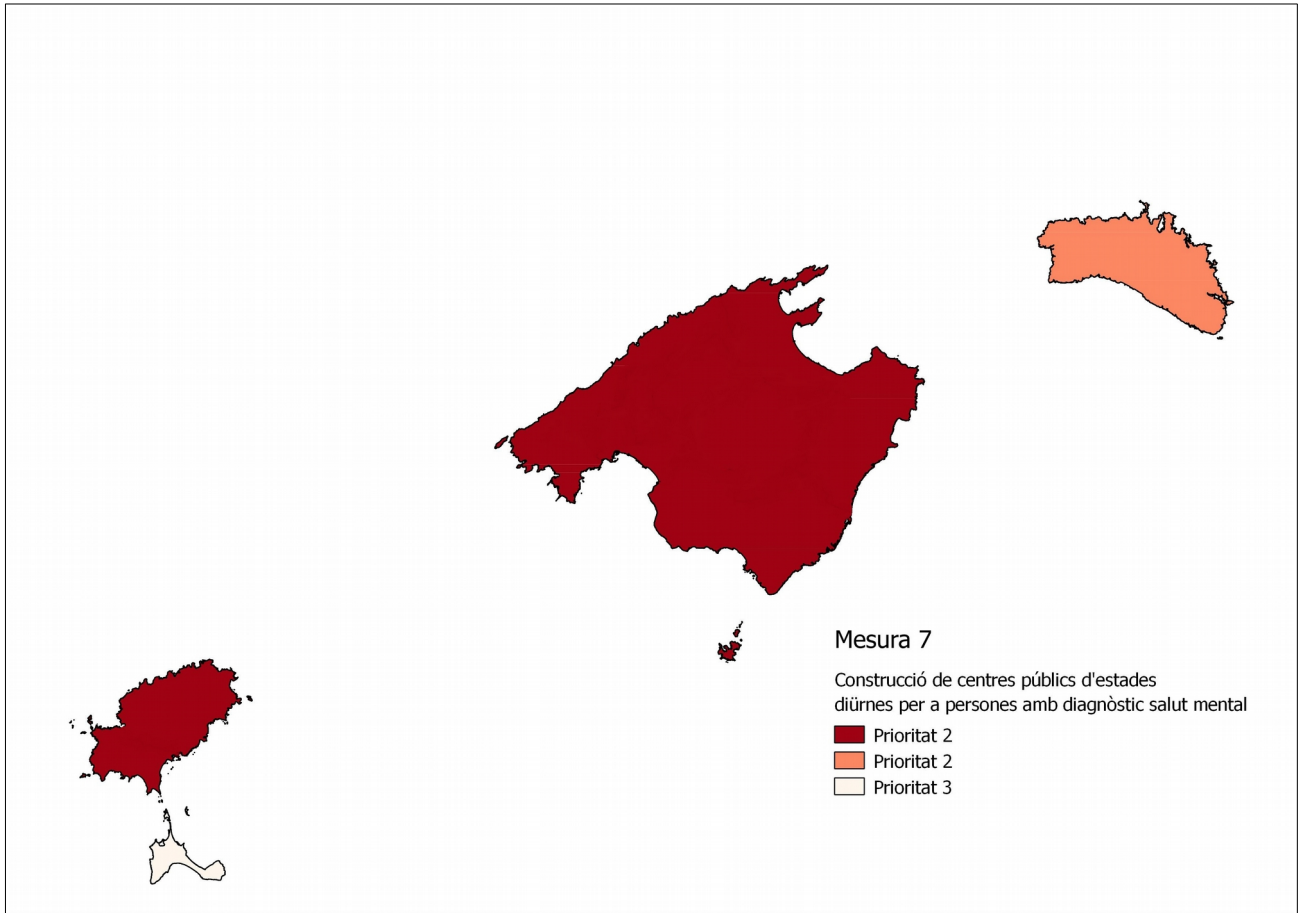 Mesura 7
Construcció de centres públics d'estades
diürnes per a persones amb diagnòstic salut mental
Prioritat 2
Prioritat 2
Prioritat 3